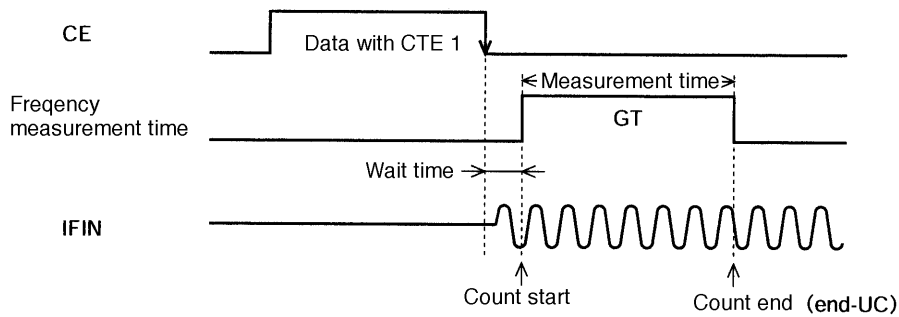 CE
Data with CTE 1
Measurement time
Freqency
measurement time
GT
Wait time
IFIN
Count start
Count end (end-UC)